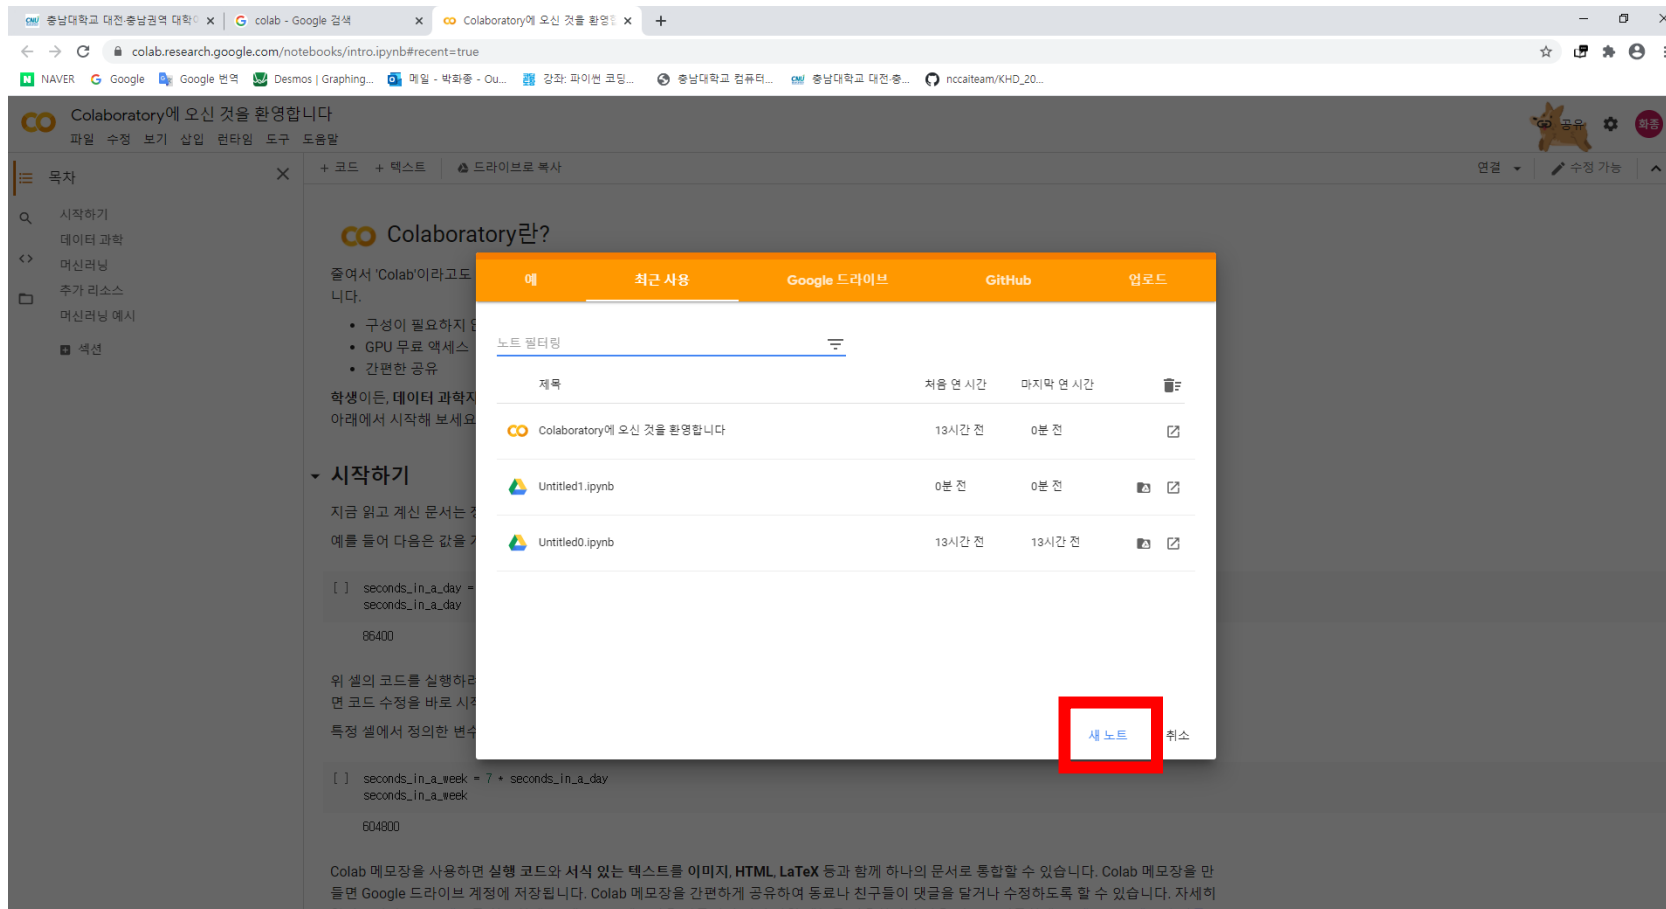 충남대학교 대전·충남권역 대학
colab - Google 검색
Colaboratory에 오신 것을 환영
colab.research.google.com/notebooks/intro.ipynb#recent=true
NAVER
Google
Google 번역
Desmos | Graphing...
메일 - 박화종 - Ou...
강좌: 파이썬 코딩...
충남대학교 컴퓨터...
충남대학교 대전·충...
nccaiteam/KHD_20...
Colaboratory에 오신 것을 환영합니다
파일 수정 보기 삽입 런타임 도구 도움말
공유
화종
목차
+ 코드 + 텍스트 드라이브로 복사
연결
수정 가능
시작하기
데이터 과학
머신러닝
추가 리소스
머신러닝 예시
섹션
Colaboratory란?
줄여서 'Colab'이라고도
니다.
• 구성이 필요하지
• GPU 무료 액세스
• 간편한 공유
학생이든, 데이터 과학자
아래에서 시작해 보세요
시작하기
지금 읽고 계신 문서는
예를 들어 다음은 값을
[ ] seconds_in_a_day =
seconds_in_a_day
86400
위 셀의 코드를 실행하려
면 코드 수정을 바로 시작
특정 셀에서 정의한 변수
[ ] seconds_in_a_week = 7 * seconds_in_a_day
seconds_in_a_week
604800
Colab 메모장을 사용하면 실행 코드와 서식 있는 텍스트를 이미지, HTML, LaTeX 등과 함께 하나의 문서로 통합할 수 있습니다. Colab 메모장을 만
들면 Google 드라이브 계정에 저장됩니다. Colab 메모장을 간편하게 공유하여 동료나 친구들이 댓글을 달거나 수정하도록 할 수 있습니다. 자세히
예 최근 사용 Google 드라이브 GitHub 업로드
노트 필터링
제목 처음 연 시간 마지막 연 시간
Colaboratory에 오신 것을 환영합니다 13시간 전 0분 전
Untitled1.ipynb 0분 전 0분 전
Untitled0.ipynb 13시간 전 13시간 전
새 노트 취소